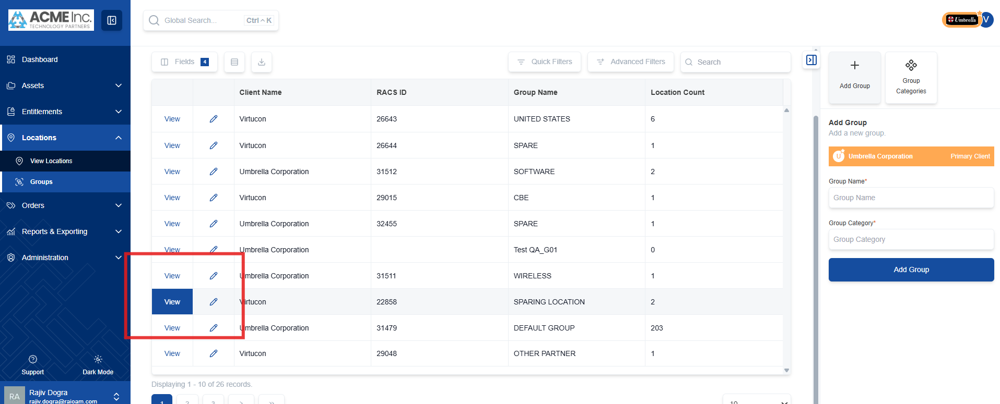 ACME Inc.
TECHNOLOGY PARTNERS
Global Search...
Ctrl ^ K
Umbrella
V
Dashboard
Assets
Entitlements
Locations
View Locations
Groups
Orders
Reports & Exporting
Administration
Support
Dark Mode
RA
Rajiv Dogra
rajiv.dogra@raioam.com
Fields 4
Quick Filters
Advanced Filters
Search
Client Name RACS ID Group Name Location Count
View Virtucon 26643 UNITED STATES 6
View Virtucon 26644 SPARE 1
View Umbrella Corporation 31512 SOFTWARE 2
View Virtucon 29015 CBE 1
View Umbrella Corporation 32455 SPARE 1
View Umbrella Corporation Test QA_G01 0
View Umbrella Corporation 31511 WIRELESS 1
View Virtucon 22858 SPARING LOCATION 2
View Umbrella Corporation 31479 DEFAULT GROUP 203
View Virtucon 29048 OTHER PARTNER 1
Displaying 1 - 10 of 26 records.
1 2 3 > »
10
Add Group
Group
Categories
Add Group
Add a new group.
U Umbrella Corporation Primary Client
Group Name*
Group Name
Group Category*
Group Category
Add Group